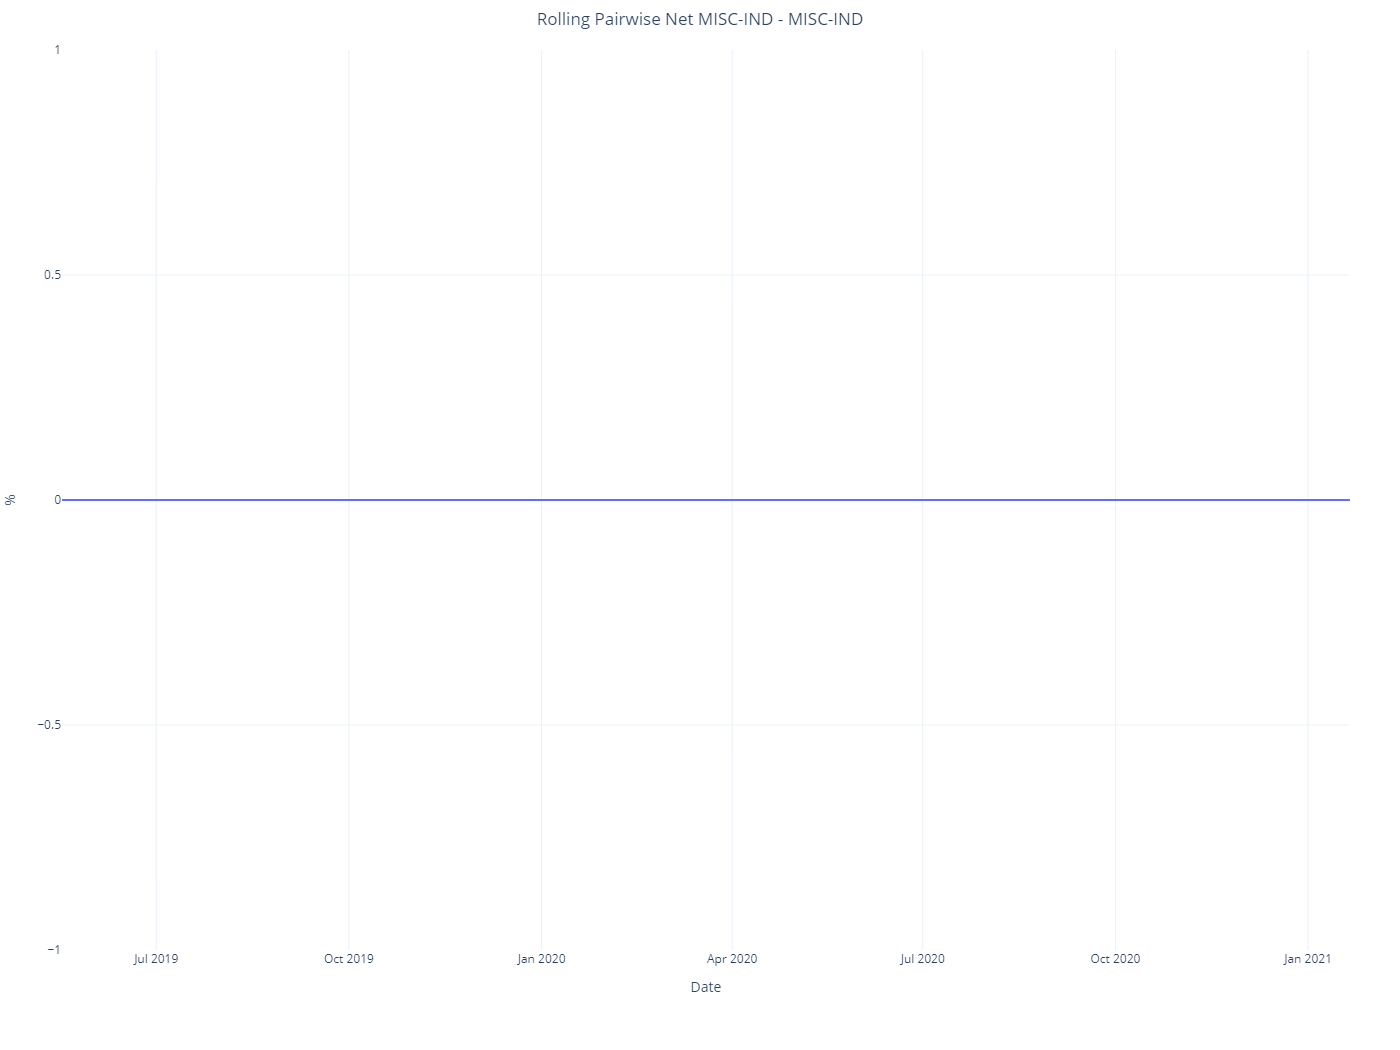 Rolling Pairwise Net MISC-IND - MISC-IND
1
0.5
0
−0.5
−1
%
Jul 2019
Oct 2019
Jan 2020
Apr 2020
Jul 2020
Oct 2020
Jan 2021
Date